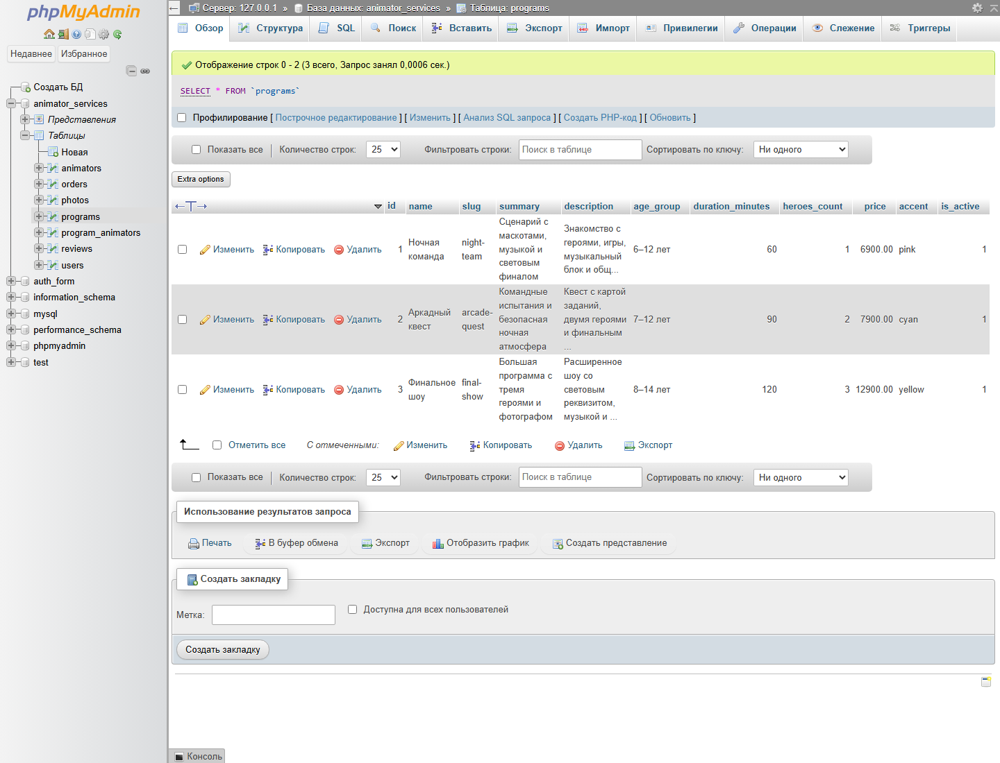 phpMyAdmin
Недавнее Избранное
Создать БД
animator_services
Представления
Таблицы
Новая
animators
orders
photos
programs
program_animators
reviews
users
auth_form
information_schema
mysql
performance_schema
phpmyadmin
test
Сервер: 127.0.0.1 » База данных: animator_services » Таблица: programs
Обзор Структура SQL Поиск Вставить Экспорт Импорт Привилегии Операции Слежение Триггеры
Отображение строк 0 - 2 (3 всего, Запрос занял 0,0006 сек.)
SELECT * FROM `programs`
Профилирование [ Построчное редактирование ] [ Изменить ] [ Анализ SQL запроса ] [ Создать PHP-код ] [ Обновить ]
Показать все Количество строк: 25 Фильтровать строки: Поиск в таблице Сортировать по ключу: Ни одного
Extra options
id name slug summary description age_group duration_minutes heroes_count price accent is_active
Изменить Копировать Удалить 1
Ночная
команда
night-
team
Сценарий с
маскотами,
музыкой и
световым
финалом
Знакомство с
героями, игры,
музыкальный
блок и общ...
6–12 лет 60 1 6900.00 pink 1
Изменить Копировать Удалить 2
Аркадный
квест
arcade-
quest
Командные
испытания и
безопасная
ночная
атмосфера
Квест с картой
заданий,
двумя героями
и финальным
...
7–12 лет 90 2 7900.00 cyan 1
Изменить Копировать Удалить 3
Финальное
шоу
final-
show
Большая
программа с
тремя
героями и
фотографом
Расширенное
шоу со
световым
реквизитом,
музыкой и ...
8–14 лет 120 3 12900.00 yellow 1
Отметить все С отмеченными: Изменить Копировать Удалить Экспорт
Показать все Количество строк: 25 Фильтровать строки: Поиск в таблице Сортировать по ключу: Ни одного
Использование результатов запроса
Печать В буфер обмена Экспорт Отобразить график Создать представление
Создать закладку
Метка: Доступна для всех пользователей
Создать закладку
Консоль